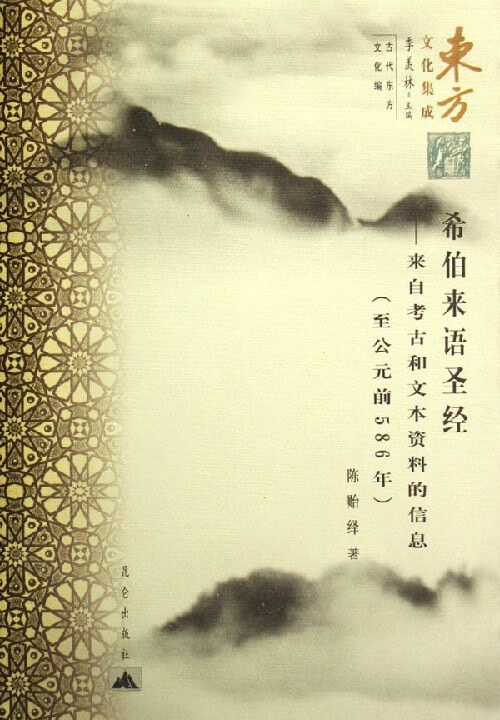 東方
文化集成
季羡林·主编
古代东方
文化编
希伯来语圣经
——来自考古和文本资料的信息
(至公元前586年)
陈贻绎 著
昆仑出版社